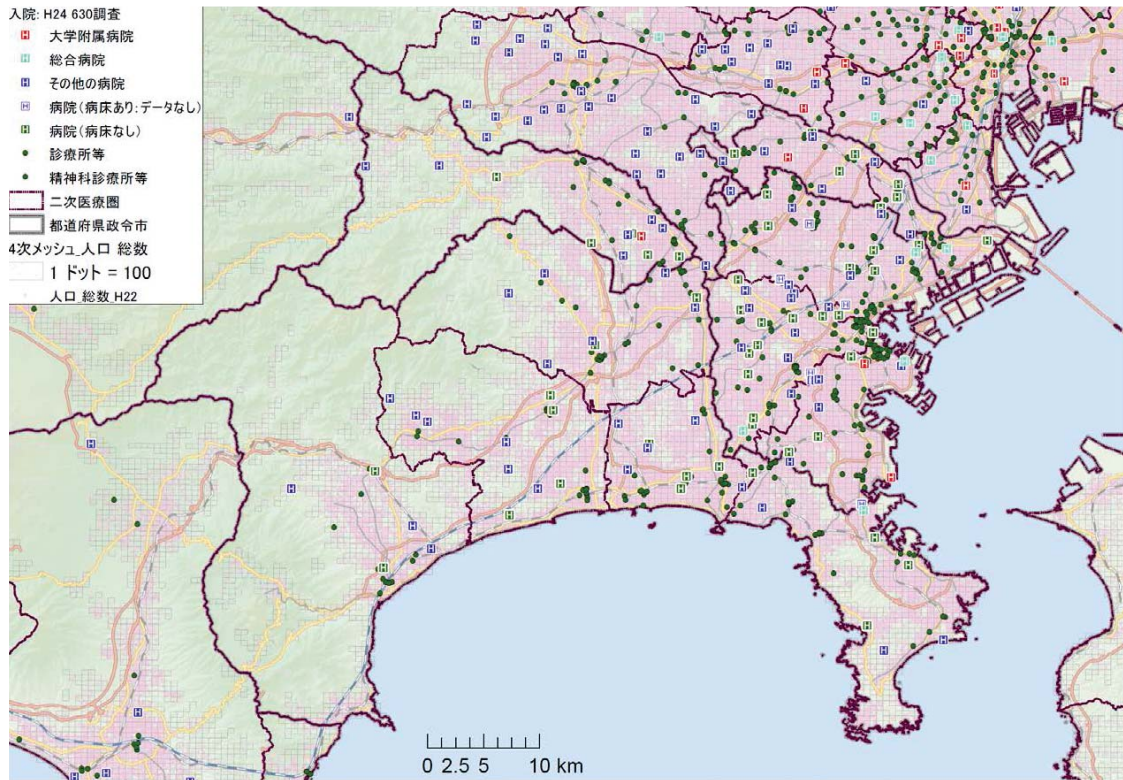 入院: H24 630調査
大学附属病院
総合病院
その他の病院
病院(病床あり:データなし)
病院(病床なし)
診療所等
精神科診療所等
二次医療圏
都道府県政令市
4次メッシュ_人口 総数
1 ドット = 100
人口_総数_H22
0 2.5 5 10 km